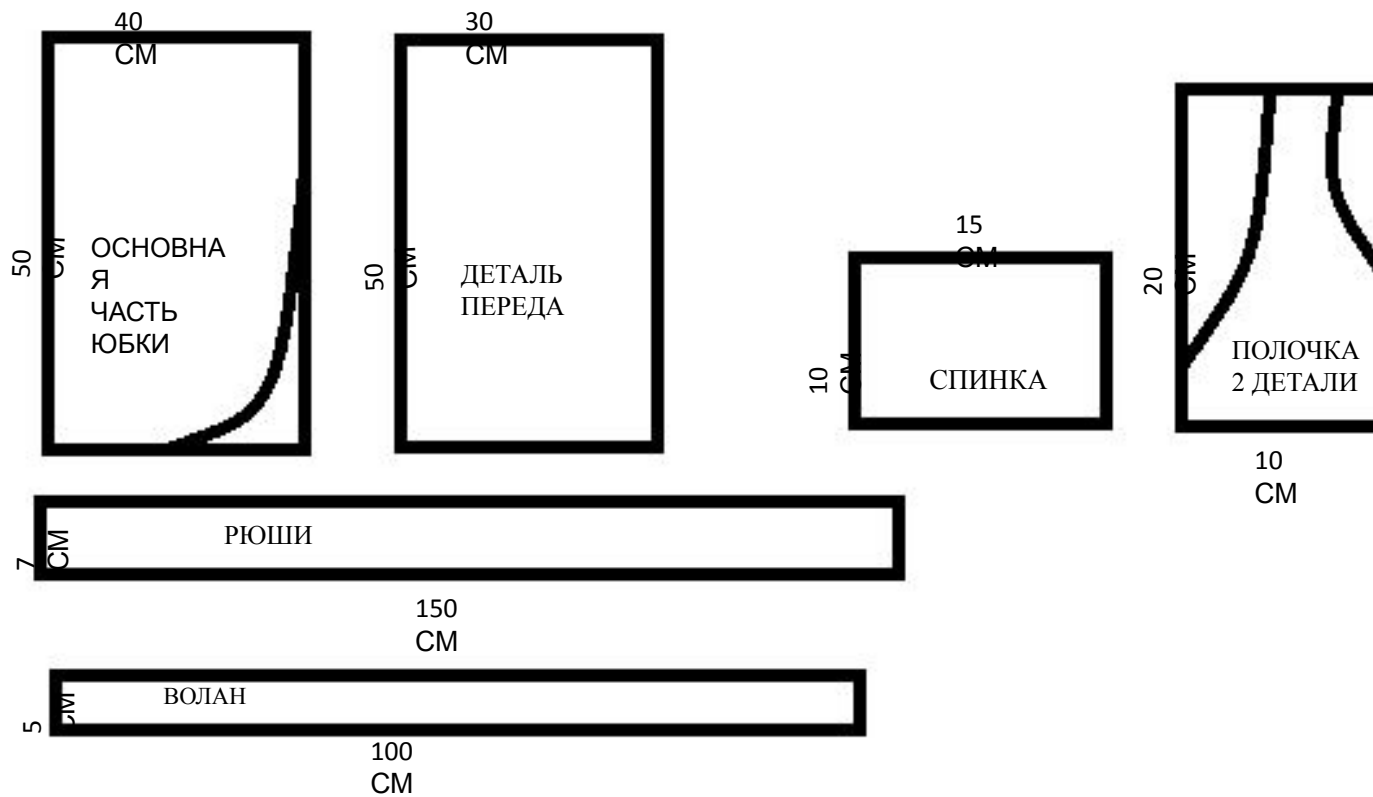 40
СМ
50
СМ
ОСНОВНА
Я
ЧАСТЬ
ЮБКИ
30
СМ
50
СМ
ДЕТАЛЬ
ПЕРЕДА
15
СМ
10
СМ
СПИНКА
20
СМ
ПОЛОЧКА
2 ДЕТАЛИ
10
СМ
7
СМ
РЮШИ
150
СМ
5
СМ
ВОЛАН
100
СМ